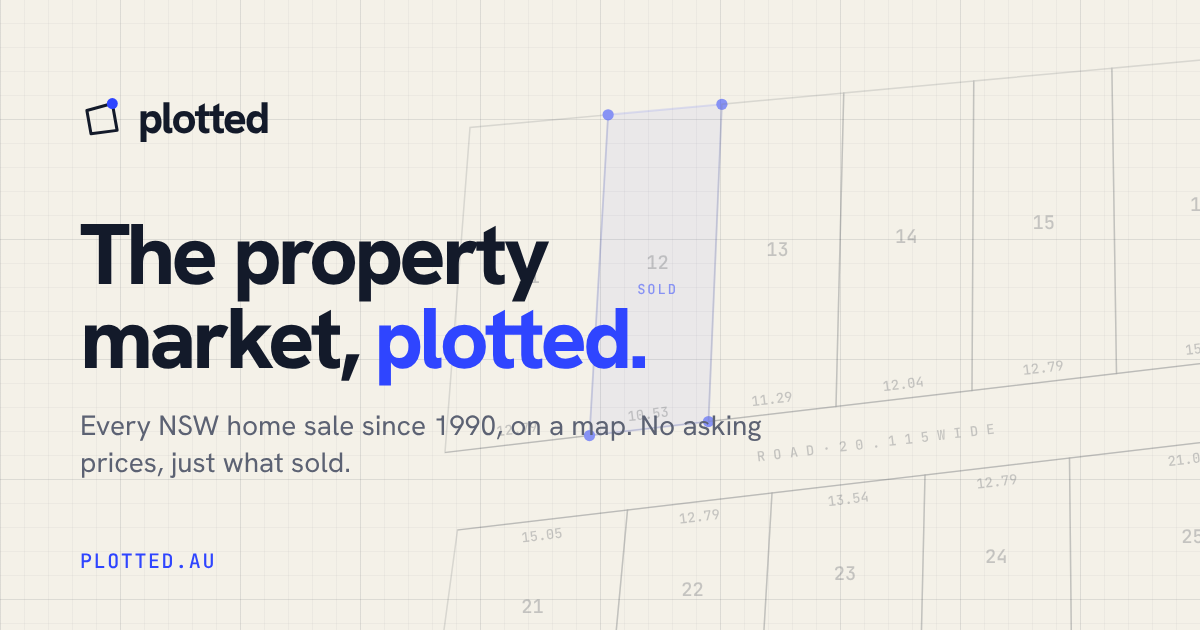 plotted
The property
market, plotted.
Every NSW home sale since 1990, on a map. No asking
prices, just what sold.
PLOTTED.AU
12
SOLD
13
14
15
10.53
11.29
12.04
12.79
ROAD·20.115WIDE
15.05
12.79
13.54
12.79
21
22
23
24
25